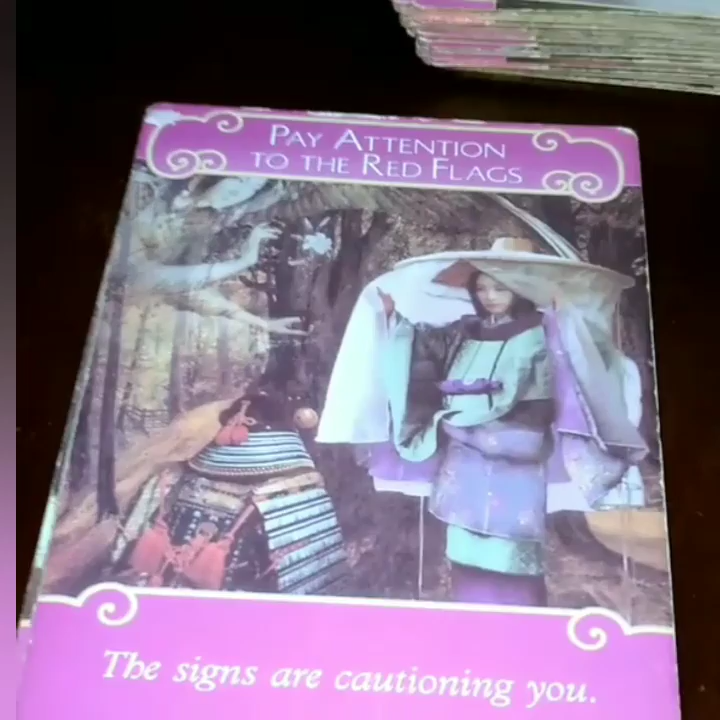 PAY ATTENTION
TO THE RED FLAGS
The signs are cautioning you.